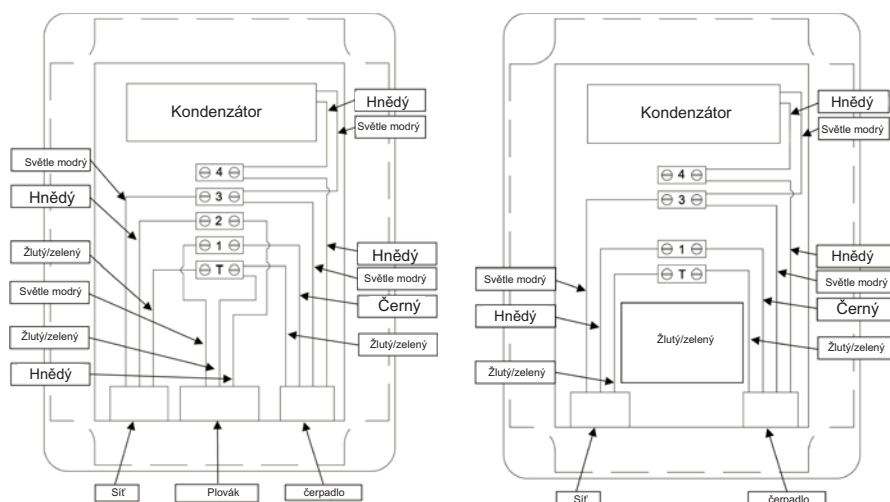 Kondenzátor
Hnědý
Světle modrý
Světle modrý
Hnědý
Žlutý/zelený
Světle modrý
Žlutý/zelený
Hnědý
4
3
2
1
T
Hnědý
Světle modrý
Černý
Žlutý/zelený
Síť
Plovák
čerpadlo
Kondenzátor
Hnědý
Světle modrý
4
3
1
T
Světle modrý
Hnědý
Žlutý/zelený
Žlutý/zelený
Hnědý
Světle modrý
Černý
Žlutý/zelený
Síť
čerpadlo